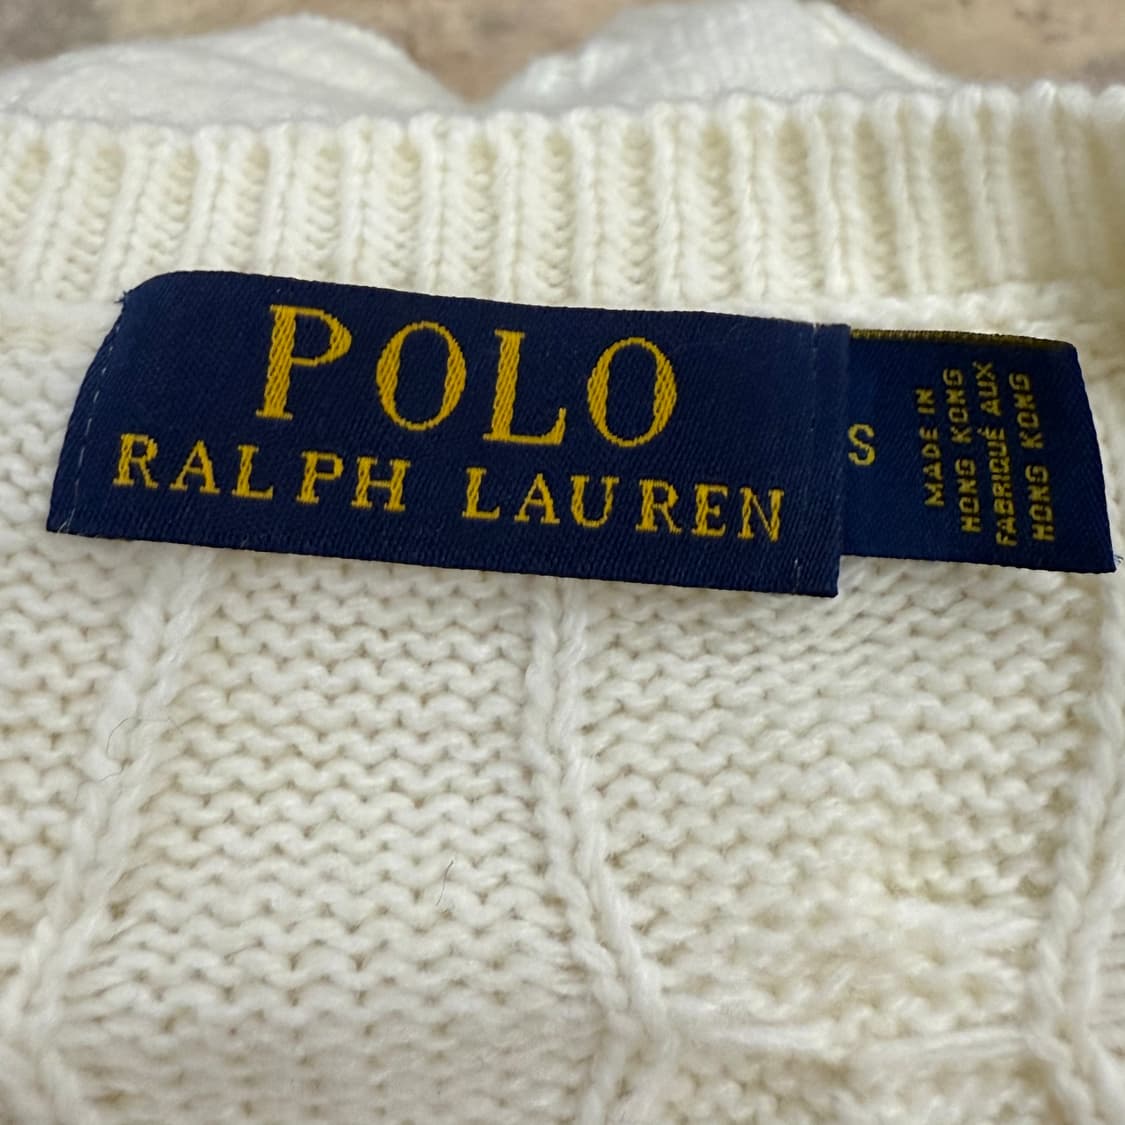 POLO
RALPH LAUREN
S
MADE IN
HONG KONG
FABRIQUÉ AUX
HONG KONG